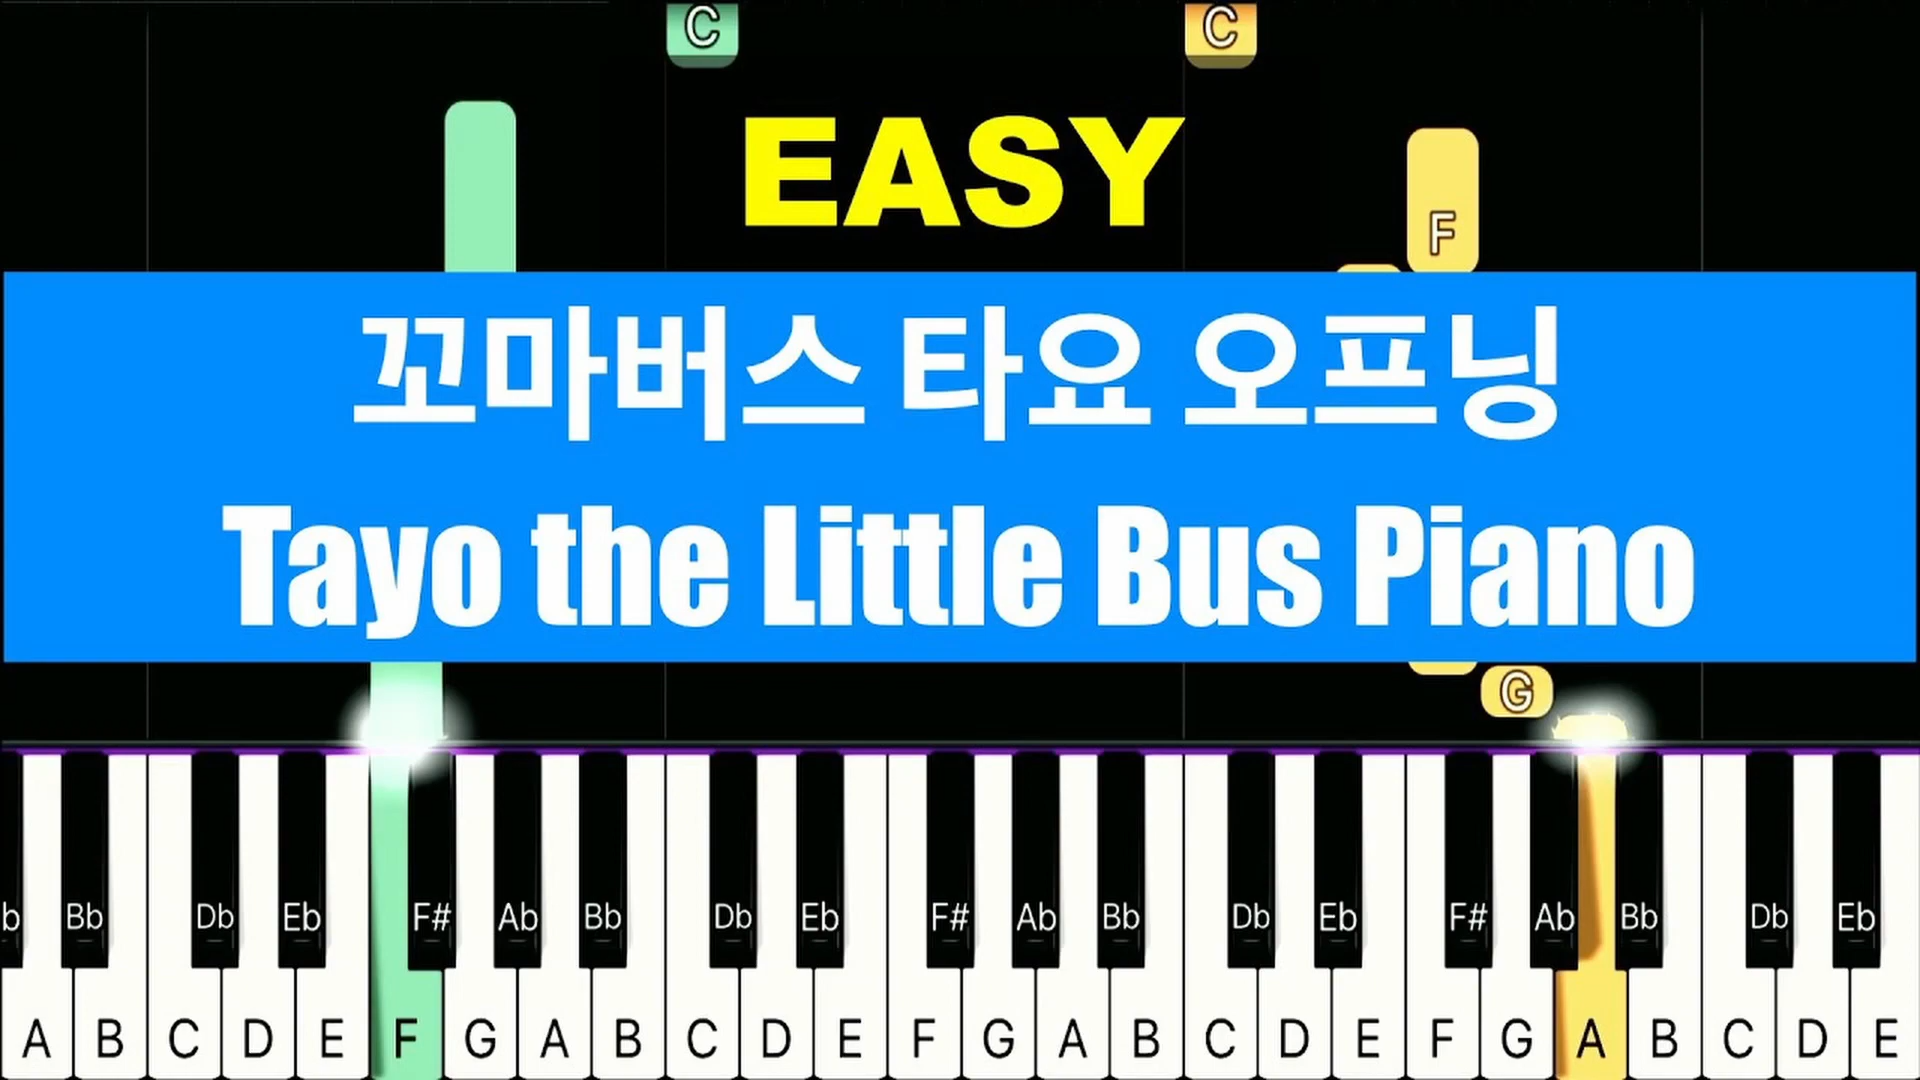 C C
EASY
F
꼬마버스 타요 오프닝
Tayo the Little Bus Piano
G
b Bb Db Eb F# Ab Bb Db Eb F# Ab Bb Db Eb F# Ab Bb Db Eb
A B C D E F G A B C D E F G A B C D E F G A B C D E